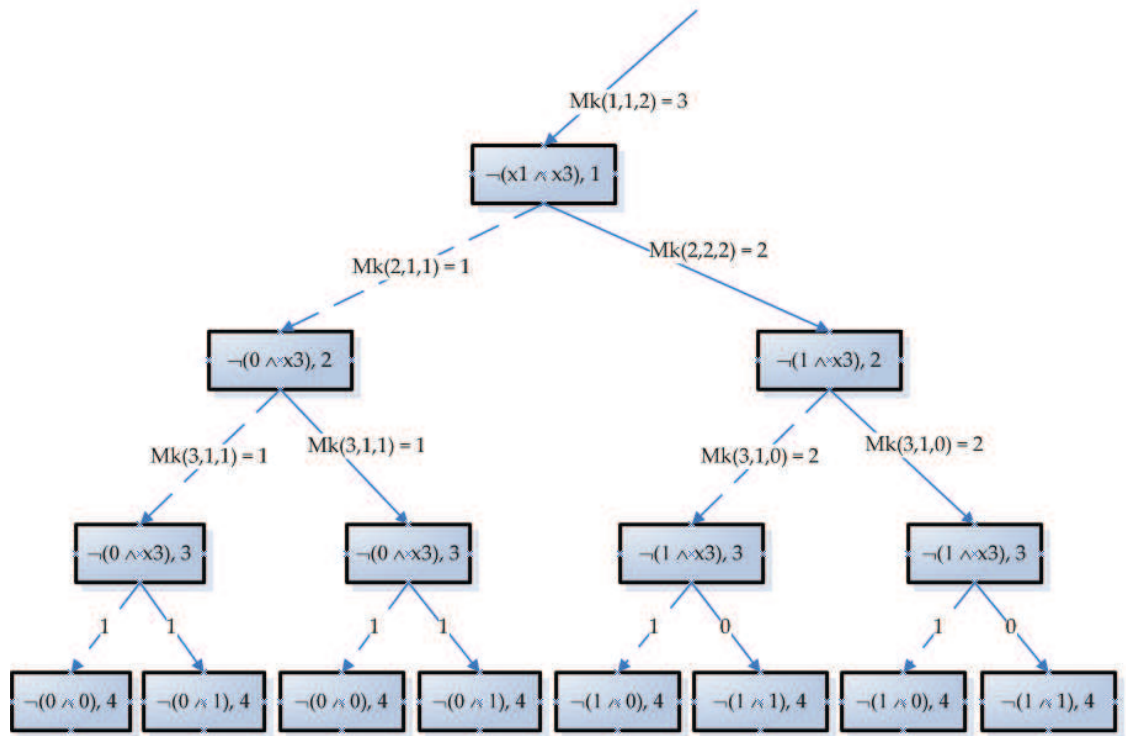 Mk(1,1,2) = 3
¬(x1 ∧ x3), 1
Mk(2,1,1) = 1
Mk(2,2,2) = 2
¬(0 ∧ x3), 2
¬(1 ∧ x3), 2
Mk(3,1,1) = 1
Mk(3,1,1) = 1
Mk(3,1,0) = 2
Mk(3,1,0) = 2
¬(0 ∧ x3), 3
¬(0 ∧ x3), 3
¬(1 ∧ x3), 3
¬(1 ∧ x3), 3
1
1
1
1
1
0
1
0
¬(0 ∧ 0), 4
¬(0 ∧ 1), 4
¬(0 ∧ 0), 4
¬(0 ∧ 1), 4
¬(1 ∧ 0), 4
¬(1 ∧ 1), 4
¬(1 ∧ 0), 4
¬(1 ∧ 1), 4